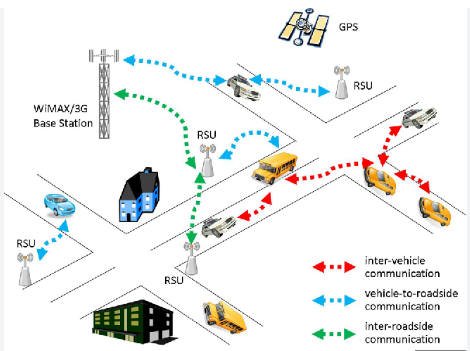 GPS
WiMAX/3G
Base Station
RSU
RSU
RSU
RSU
inter-vehicle
communication
vehicle-to-roadside
communication
inter-roadside
communication